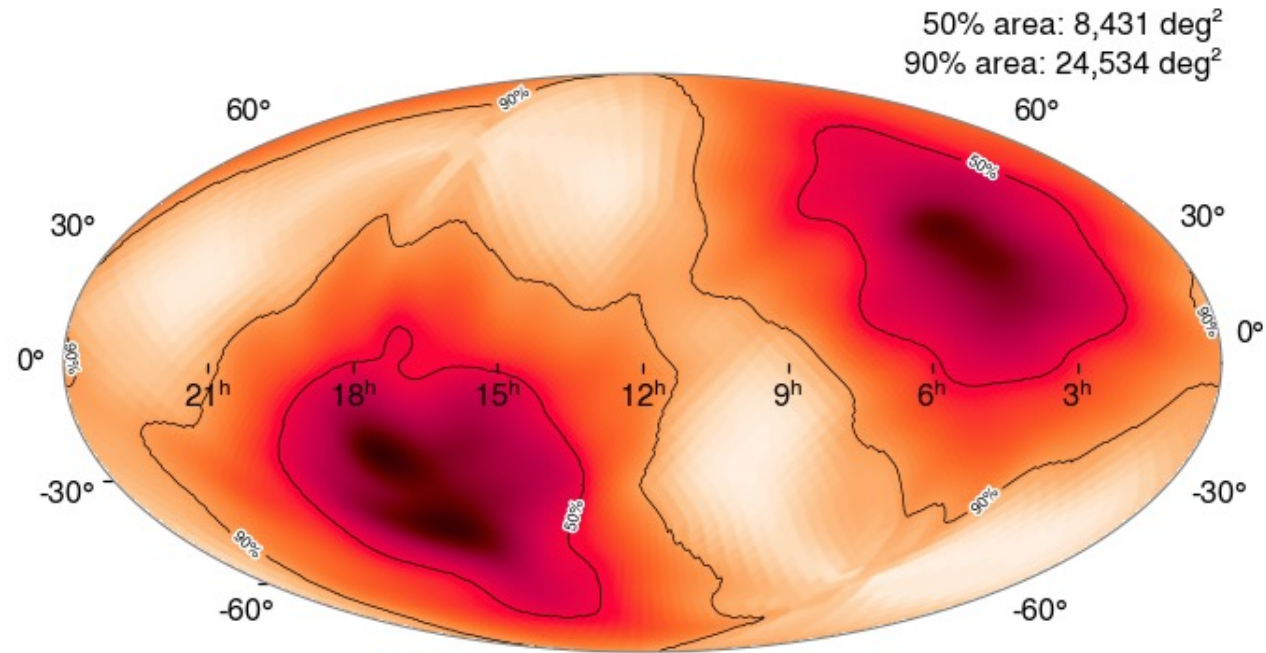 50% area: 8,431 deg²
90% area: 24,534 deg²
60° 90% 60°
50%
30° 30°
90%
0° 90% 0°
21h 18h 15h 12h 9h 6h 3h
-30° 50% 90% -30°
90%
-60° -60°